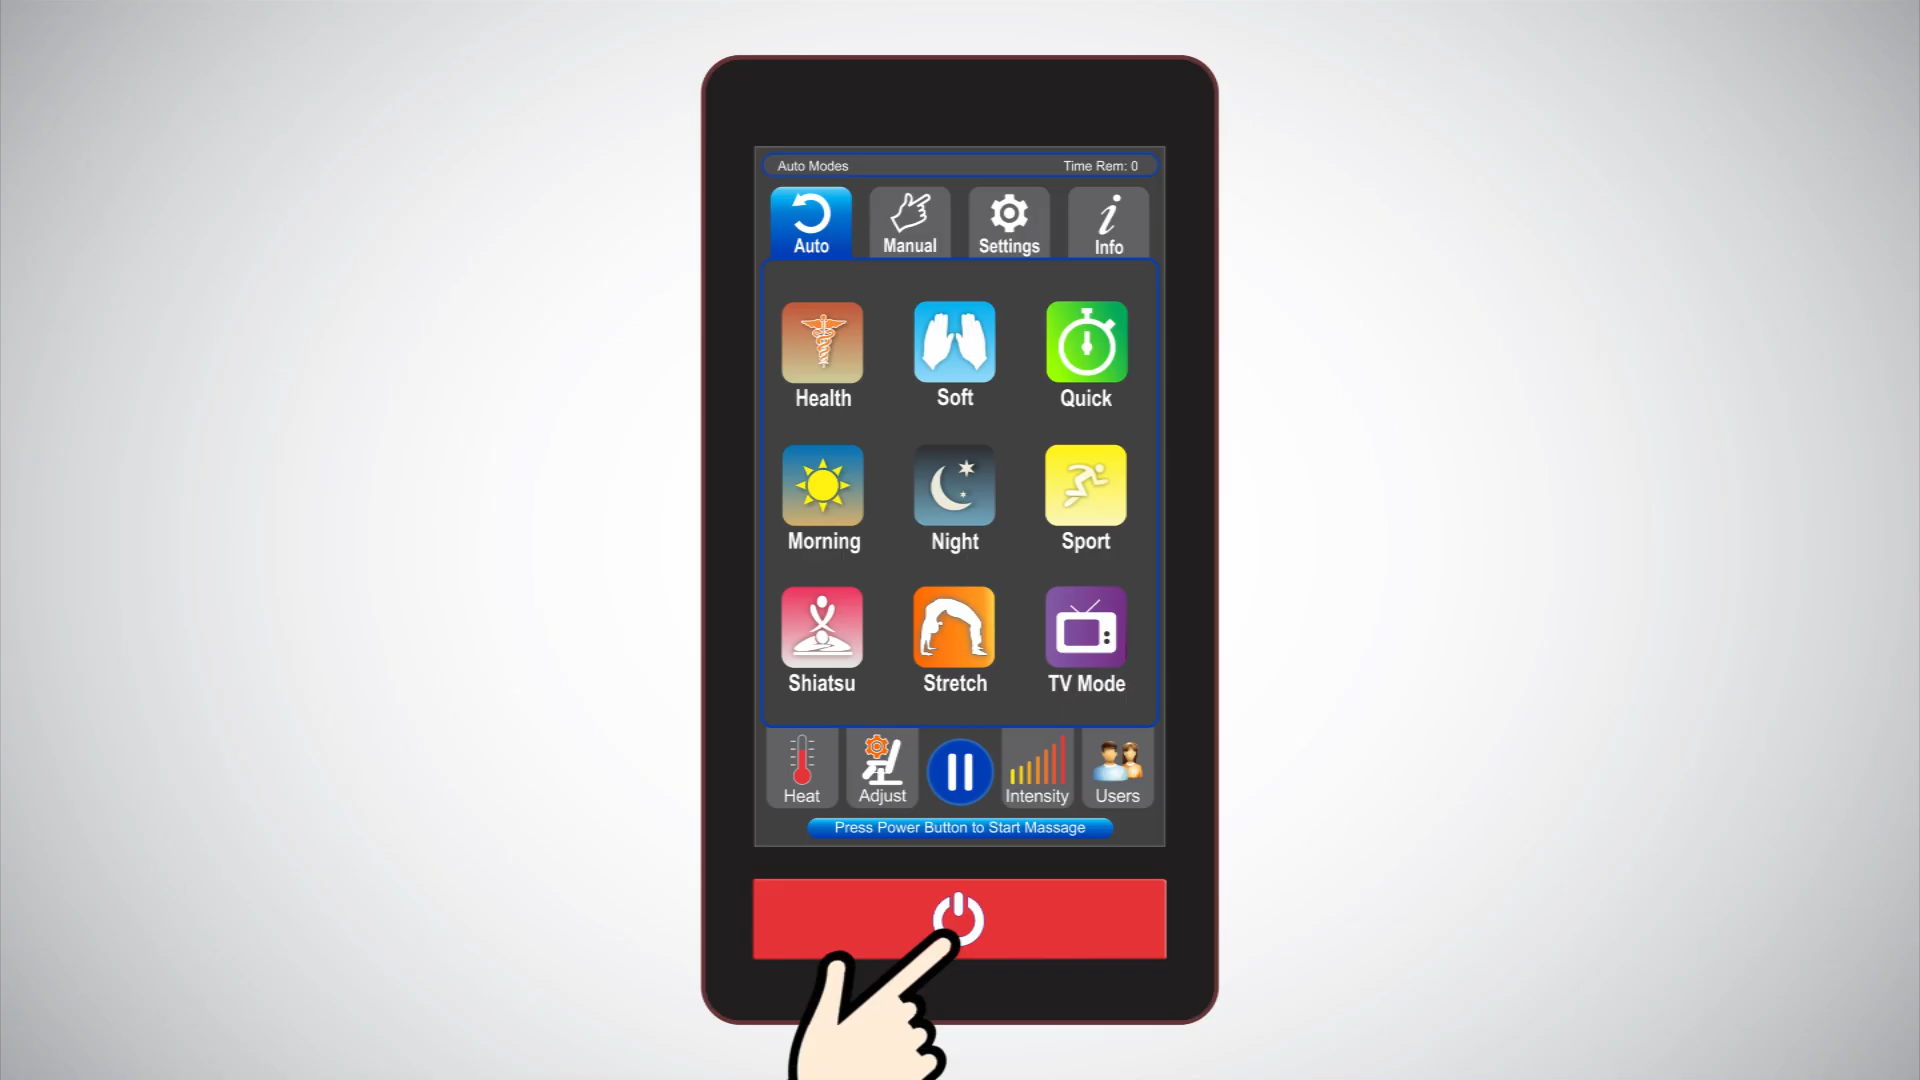 Auto Modes Time Rem: 0
Auto Manual Settings Info
Health Soft Quick
Morning Night Sport
Shiatsu Stretch TV Mode
Heat Adjust Intensity Users
Press Power Button to Start Massage